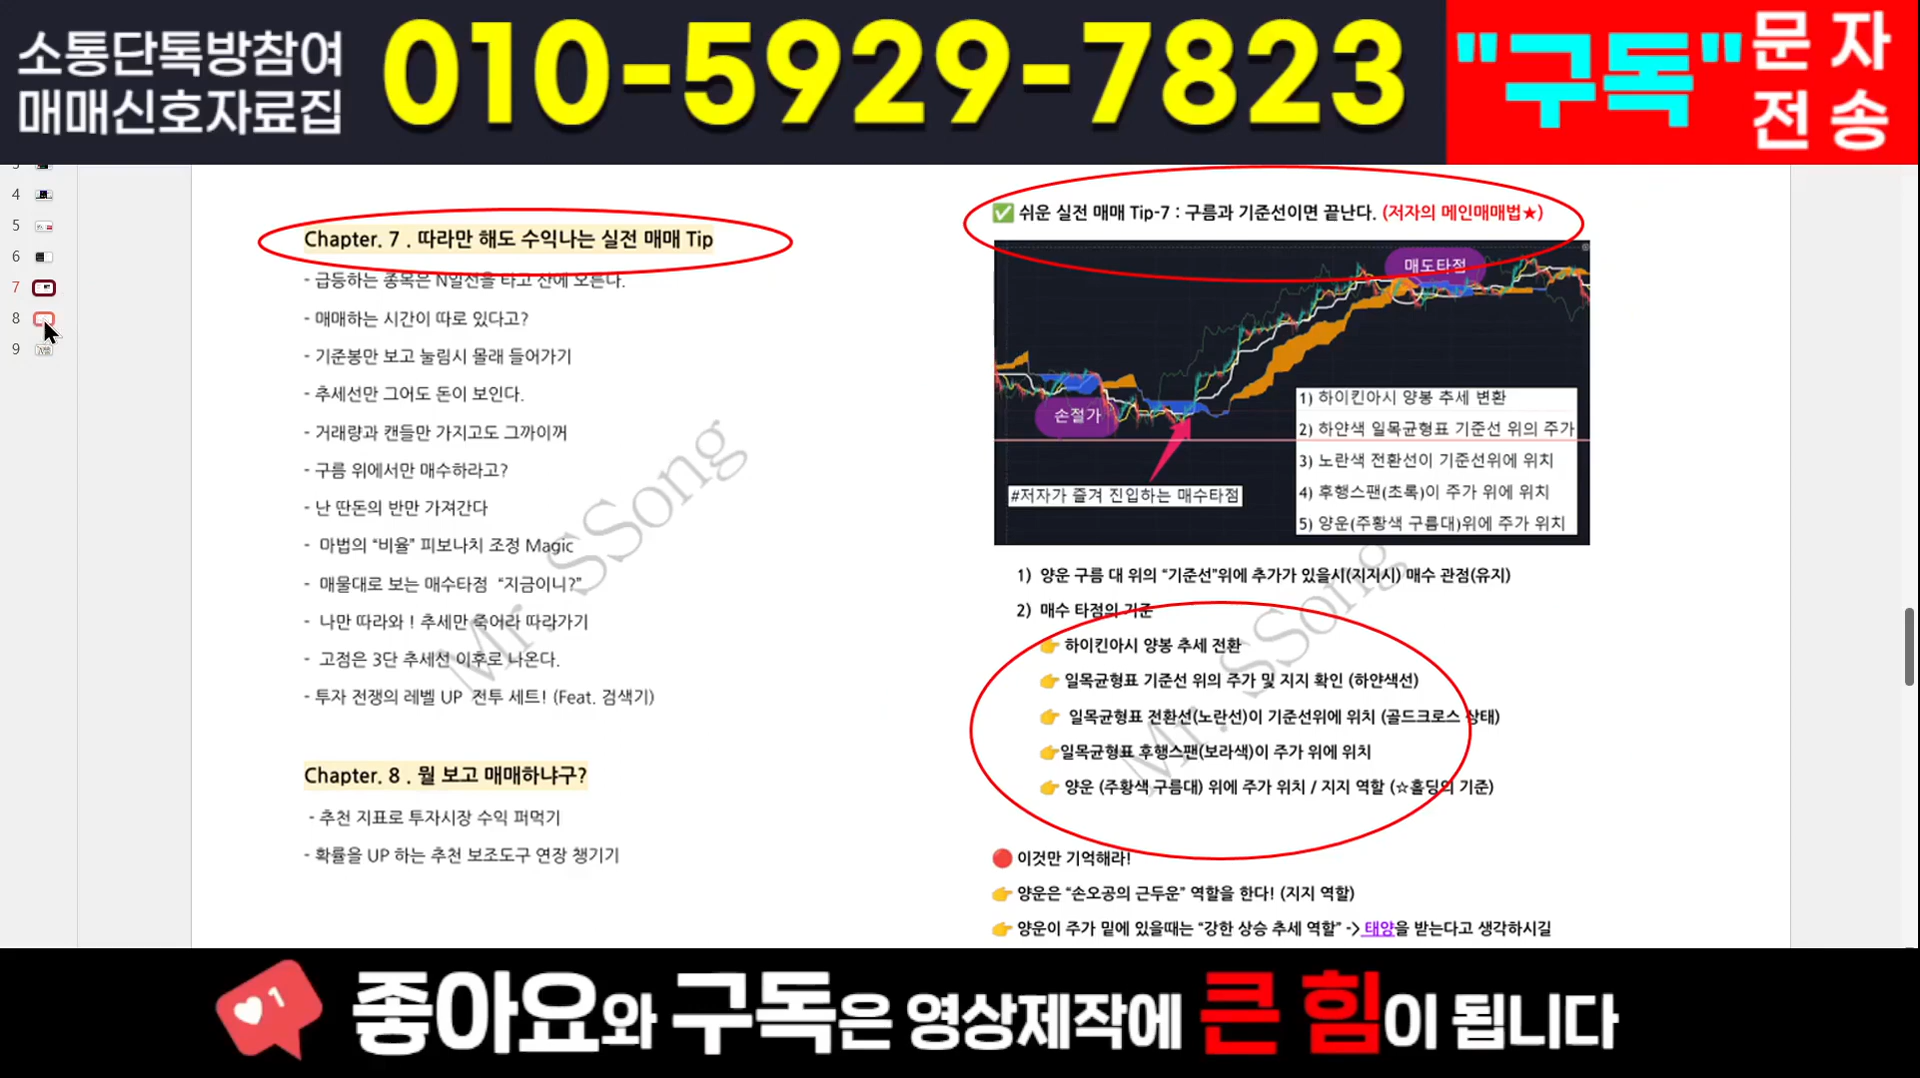 소통단톡방참여
매매신호자료집
010-5929-7823
"구독"
문 자
전 송
4
5
6
7
8
9
Chapter. 7 . 따라만 해도 수익나는 실전 매매 Tip
- 급등하는 종목은 N일선을 타고 산에 오른다.
- 매매하는 시간이 따로 있다고?
- 기준봉만 보고 눌림시 몰래 들어가기
- 추세선만 그어도 돈이 보인다.
- 거래량과 캔들만 가지고도 그까이꺼
- 구름 위에서만 매수하라고?
- 난 딴돈의 반만 가져간다
- 마법의 “비율” 피보나치 조정 Magic
- 매물대로 보는 매수타점 “지금이니?”
- 나만 따라와 ! 추세만 죽어라 따라가기
- 고점은 3단 추세선 이후로 나온다.
- 투자 전쟁의 레벨 UP 전투 세트! (Feat. 검색기)
Chapter. 8 . 뭘 보고 매매하냐구?
- 추천 지표로 투자시장 수익 퍼먹기
- 확률을 UP 하는 추천 보조도구 연장 챙기기
Mr. SSong
✅ 쉬운 실전 매매 Tip-7 : 구름과 기준선이면 끝난다. (저자의 메인매매법★)
매도타점
손절가
#저자가 즐겨 진입하는 매수타점
1) 하이킨아시 양봉 추세 변환
2) 하얀색 일목균형표 기준선 위의 주가
3) 노란색 전환선이 기준선위에 위치
4) 후행스팬(초록)이 주가 위에 위치
5) 양운(주황색 구름대)위에 주가 위치
1) 양운 구름 대 위의 “기준선”위에 추가가 있을시(지지시) 매수 관점(유지)
2) 매수 타점의 기준
👉 하이킨아시 양봉 추세 전환
👉 일목균형표 기준선 위의 주가 및 지지 확인 (하얀색선)
👉 일목균형표 전환선(노란선)이 기준선위에 위치 (골드크로스 상태)
👉일목균형표 후행스팬(보라색)이 주가 위에 위치
👉 양운 (주황색 구름대) 위에 주가 위치 / 지지 역할 (☆홀딩의 기준)
Mr. SSong
🔴 이것만 기억해라!
👉 양운은 “손오공의 근두운” 역할을 한다! (지지 역할)
👉 양운이 주가 밑에 있을때는 “강한 상승 추세 역할” -> 태양을 받는다고 생각하시길
1
좋아요와 구독은 영상제작에 큰 힘이 됩니다